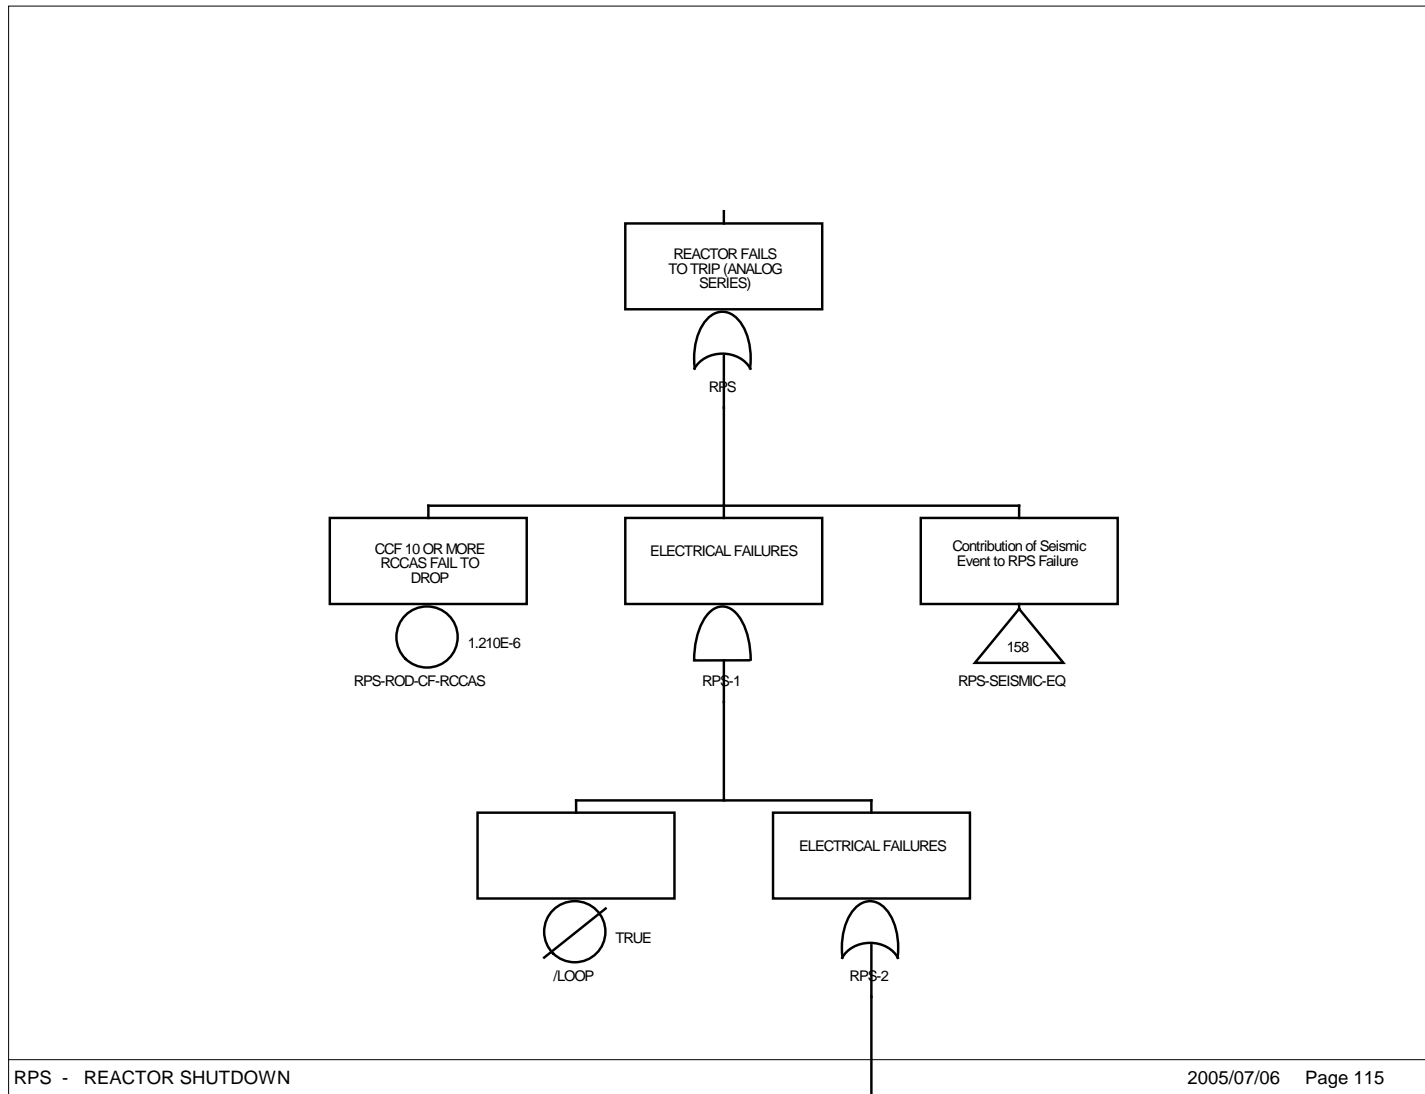 REACTOR FAILS
TO TRIP (ANALOG
SERIES)
RPS
CCF 10 OR MORE
RCCAS FAIL TO
DROP
1.210E-6
RPS-ROD-CF-RCCAS
ELECTRICAL FAILURES
RPS-1
Contribution of Seismic
Event to RPS Failure
158
RPS-SEISMIC-EQ
TRUE
/LOOP
ELECTRICAL FAILURES
RPS-2
RPS - REACTOR SHUTDOWN
2005/07/06 Page 115